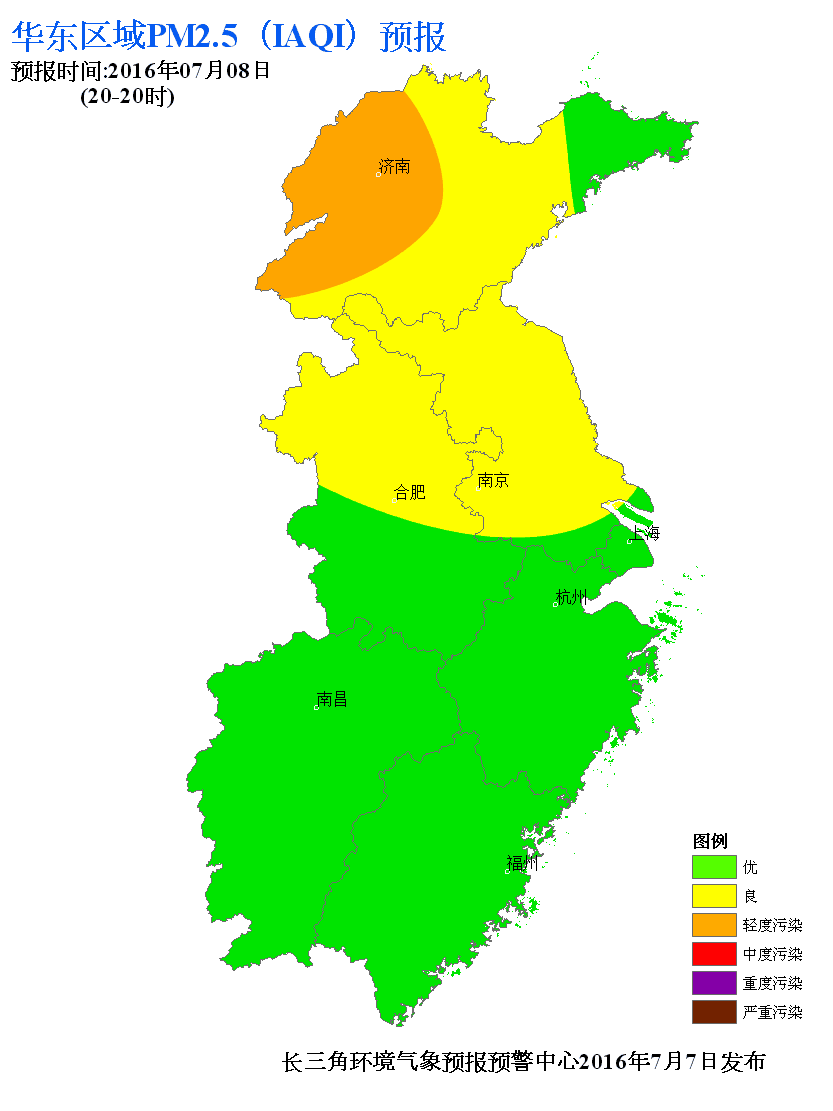 华东区域PM2.5（IAQI）预报
预报时间:2016年07月08日
(20-20时)
济南
合肥
南京
上海
杭州
南昌
福州
图例
优
良
轻度污染
中度污染
重度污染
严重污染
长三角环境气象预报预警中心2016年7月7日发布